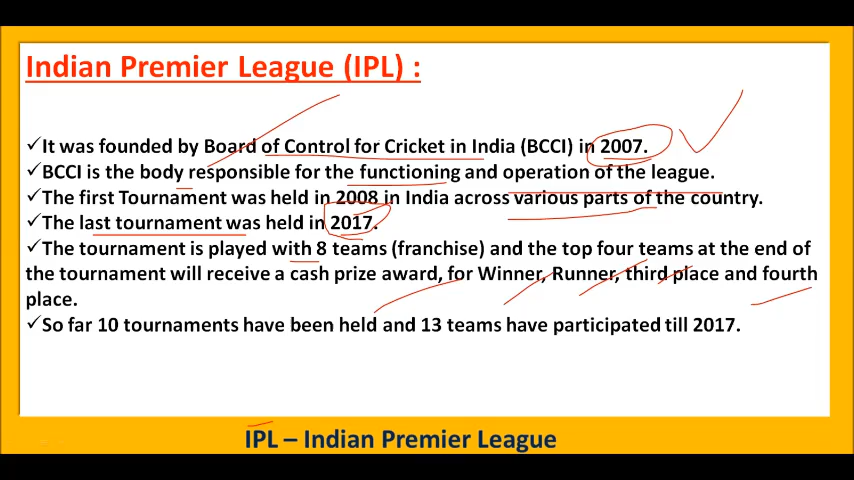 Indian Premier League (IPL) :
✓It was founded by Board of Control for Cricket in India (BCCI) in 2007.
✓BCCI is the body responsible for the functioning and operation of the league.
✓The first Tournament was held in 2008 in India across various parts of the country.
✓The last tournament was held in 2017.
✓The tournament is played with 8 teams (franchise) and the top four teams at the end of
the tournament will receive a cash prize award, for Winner, Runner, third place and fourth
place.
✓So far 10 tournaments have been held and 13 teams have participated till 2017.
IPL – Indian Premier League